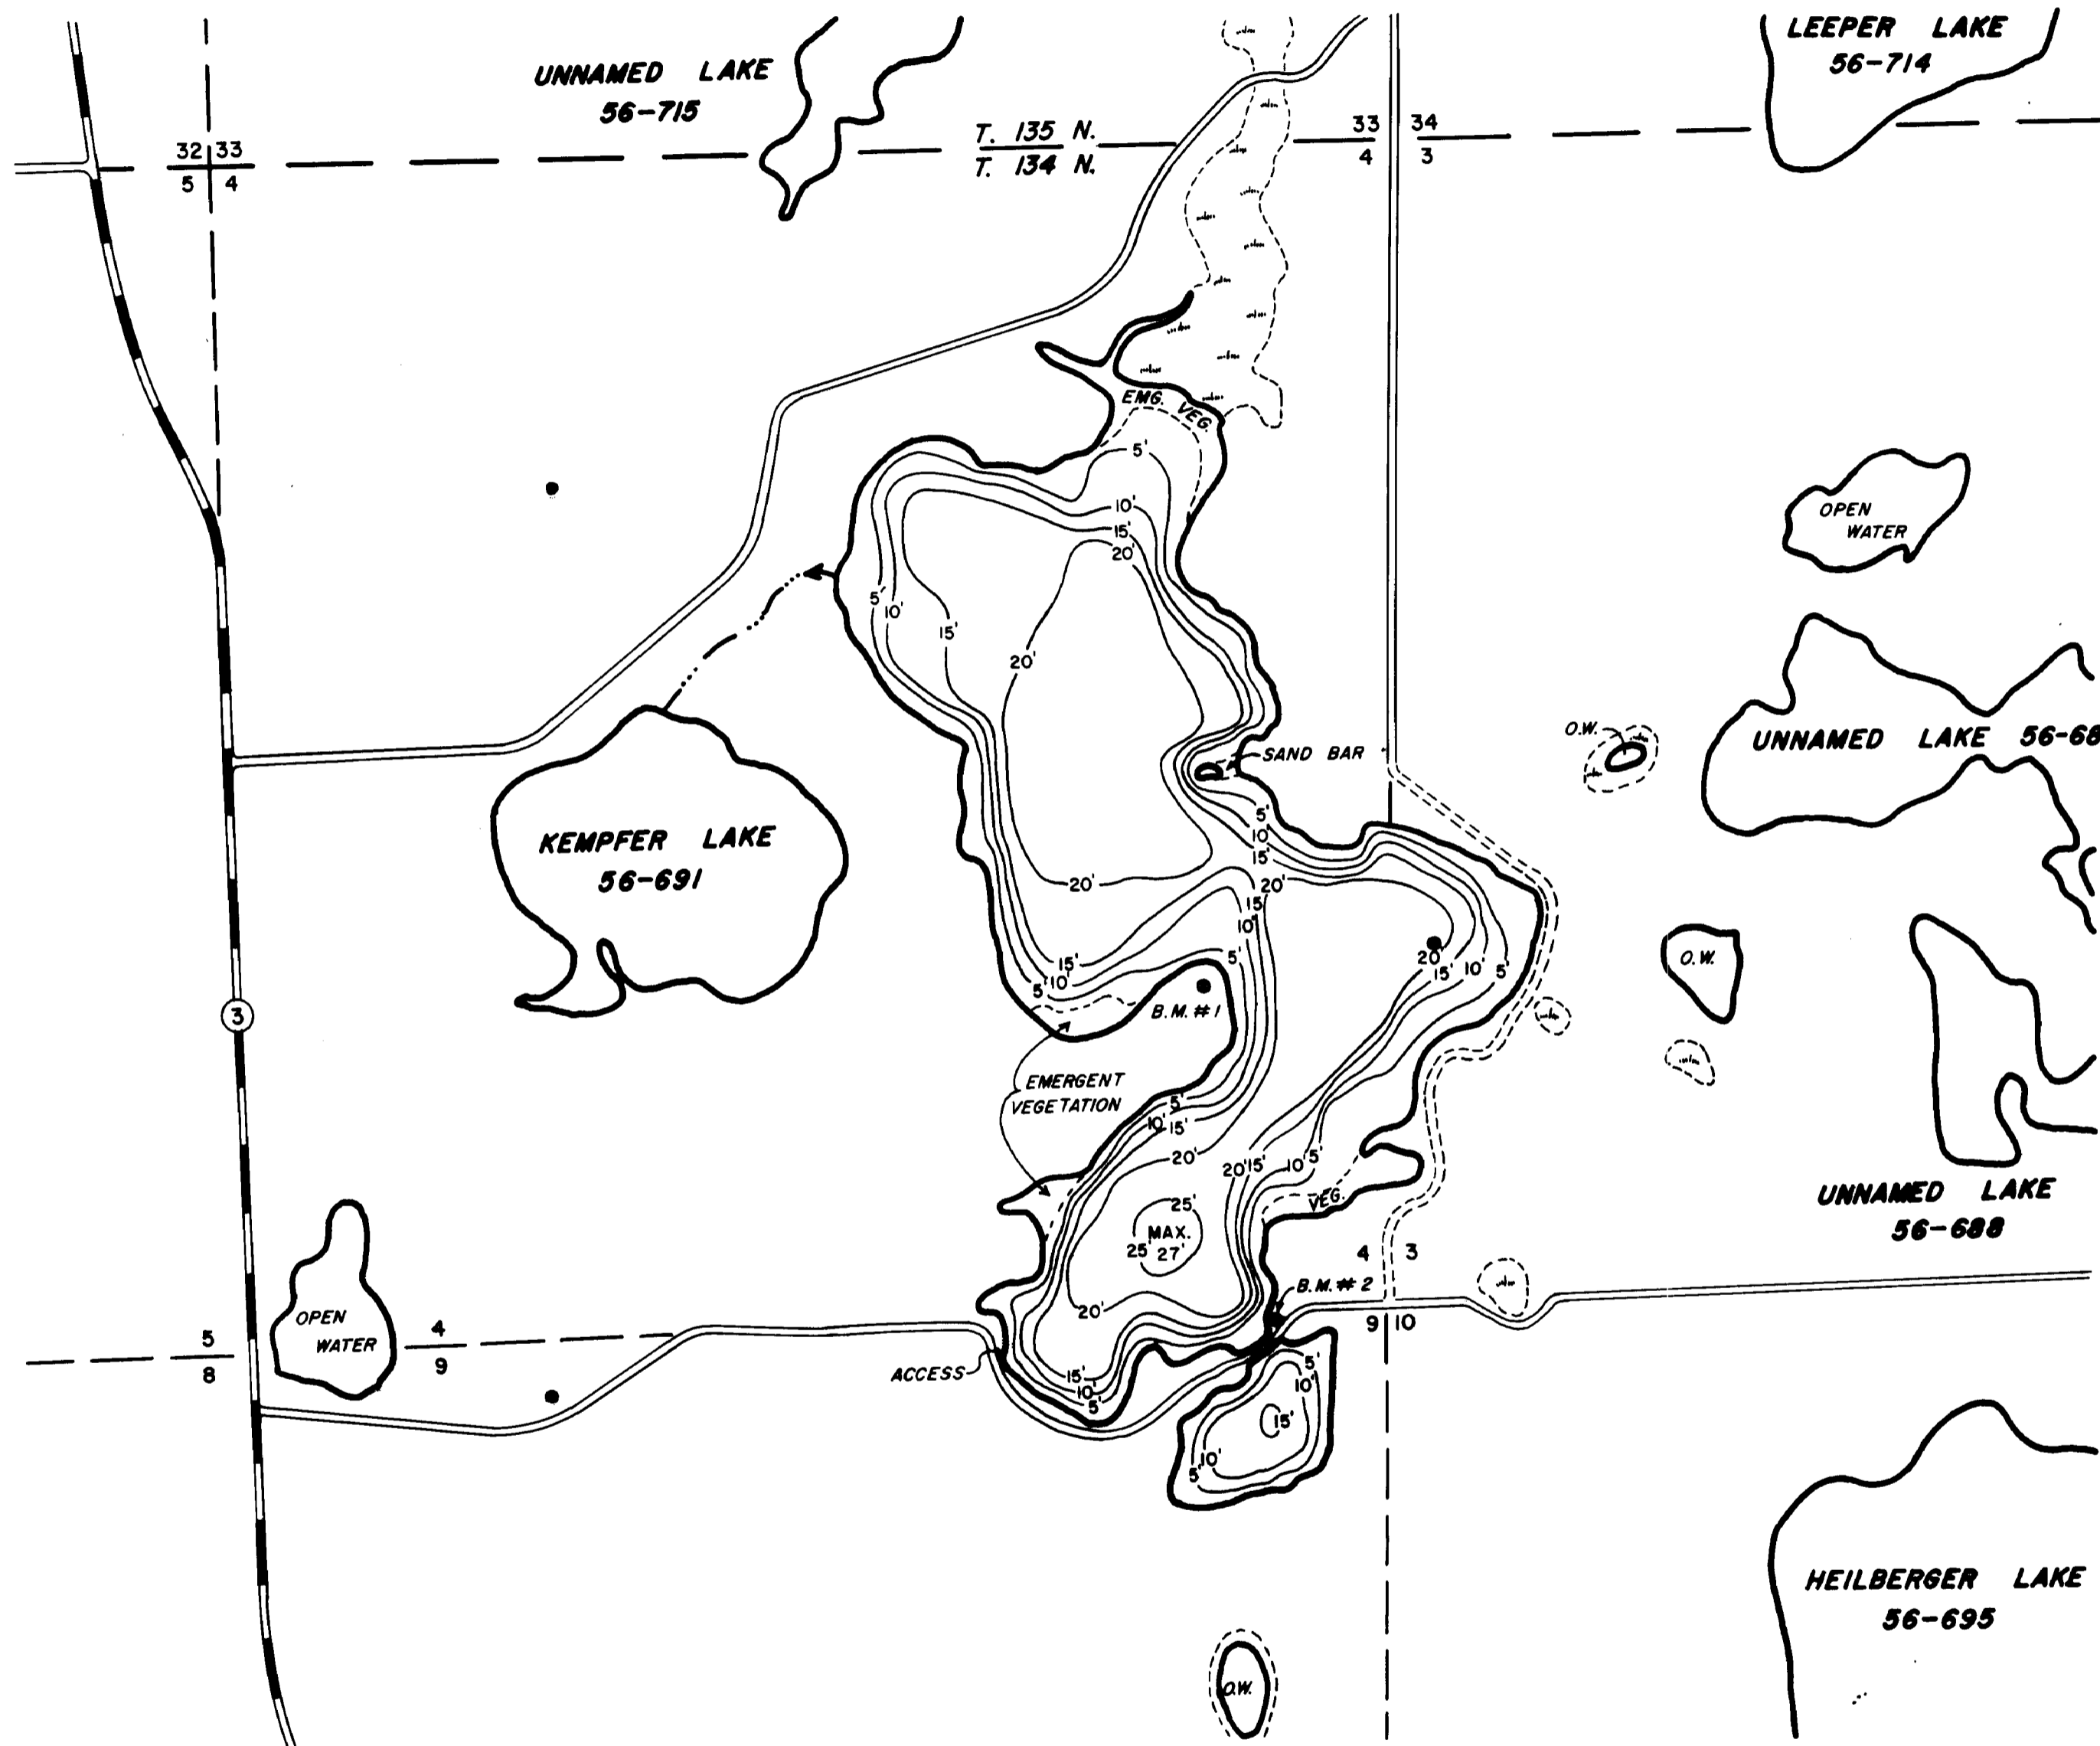 LEEPER LAKE
56-714
UNNAMED LAKE
56-715
T. 135 N.
T. 134 N.
32 33
5 4
33 34
4 3
EMG. VEG.
5'
10'
15'
20'
OPEN
WATER
5'
10'
15'
20'
O.W.
SAND BAR
UNNAMED LAKE 56-68
KEMPFER LAKE
56-691
5'
10'
15'
20'
20'
15'
10'
5'
O.W.
20'
15'
10'
5'
15'
10'
5'
B.M. # 1
3
EMERGENT
VEGETATION
5'
10'
15'
20'
20'
15'
10'
5'
VEG.
UNNAMED LAKE
56-688
25'
MAX.
25' 27'
4 3
B.M. # 2
20'
9 10
OPEN
WATER
5 4
8 9
ACCESS
15'
10'
5'
5'
10'
15'
10'
5'
HEILBERGER LAKE
56-695
O.W.